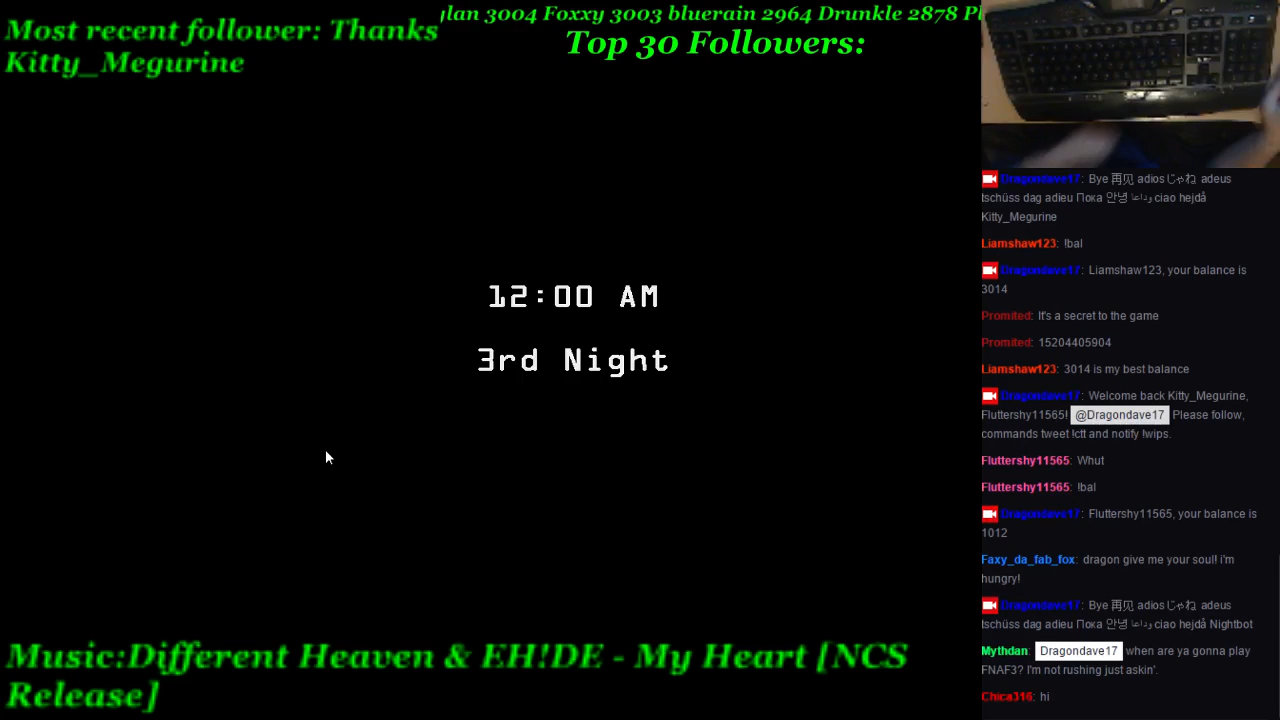 Most recent follower: Thanks
Kitty_Megurine
lan 3004 Foxxy 3003 bluerain 2964 Drunkle 2878
Top 30 Followers:
12:00 AM
3rd Night
Music:Different Heaven & EH!DE - My Heart [NCS
Release]
Dragondave17: Bye 再见 adios じゃね adeus
tschüss dag adieu Пока 안녕 وداعا ciao hejdå
Kitty_Megurine
Liamshaw123: !bal
Dragondave17: Liamshaw123, your balance is
3014
Promited: It's a secret to the game
Promited: 15204405904
Liamshaw123: 3014 is my best balance
Dragondave17: Welcome back Kitty_Megurine,
Fluttershy11565! @Dragondave17 Please follow,
commands tweet !ctt and notify !wips.
Fluttershy11565: Whut
Fluttershy11565: !bal
Dragondave17: Fluttershy11565, your balance is
1012
Faxy_da_fab_fox: dragon give me your soul! i'm
hungry!
Dragondave17: Bye 再见 adios じゃね adeus
tschüss dag adieu Пока 안녕 وداعا ciao hejdå Nightbot
Mythdan: Dragondave17 when are ya gonna play
FNAF3? I'm not rushing just askin'.
Chica316: hi